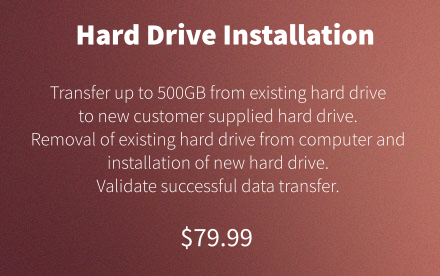 Hard Drive Installation
Transfer up to 500GB from existing hard drive
to new customer supplied hard drive.
Removal of existing hard drive from computer and
installation of new hard drive.
Validate successful data transfer.
$79.99